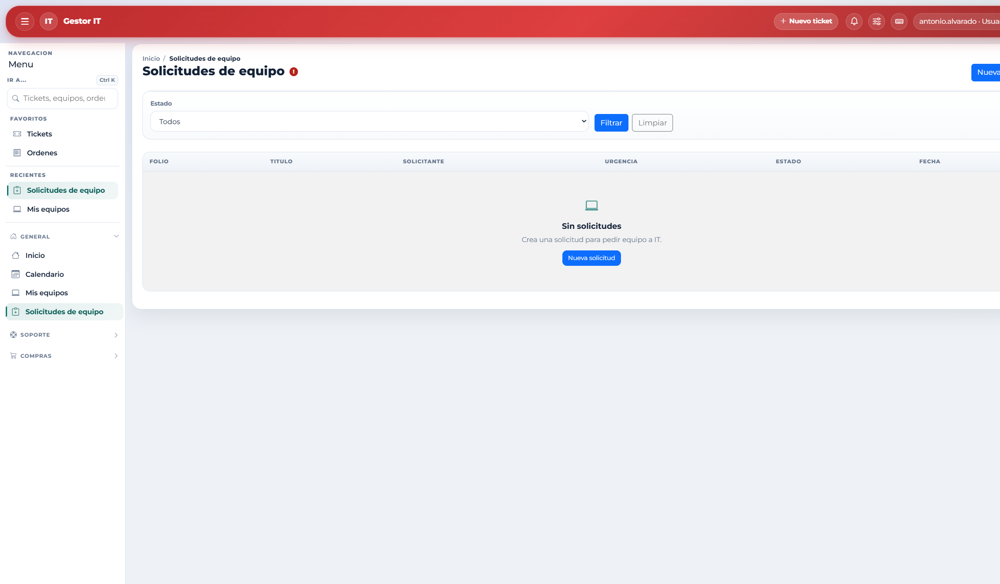 IT Gestor IT
+ Nuevo ticket
antonio.alvarado · Usua
NAVEGACION
Menu
IR A...
Ctrl K
Tickets, equipos, order
FAVORITOS
Tickets
Ordenes
RECIENTES
Solicitudes de equipo
Mis equipos
GENERAL
Inicio
Calendario
Mis equipos
Solicitudes de equipo
SOPORTE
COMPRAS
Inicio / Solicitudes de equipo
Solicitudes de equipo !
Nueva
Estado
Todos
Filtrar
Limpiar
FOLIO TITULO SOLICITANTE URGENCIA ESTADO FECHA
Sin solicitudes
Crea una solicitud para pedir equipo a IT.
Nueva solicitud